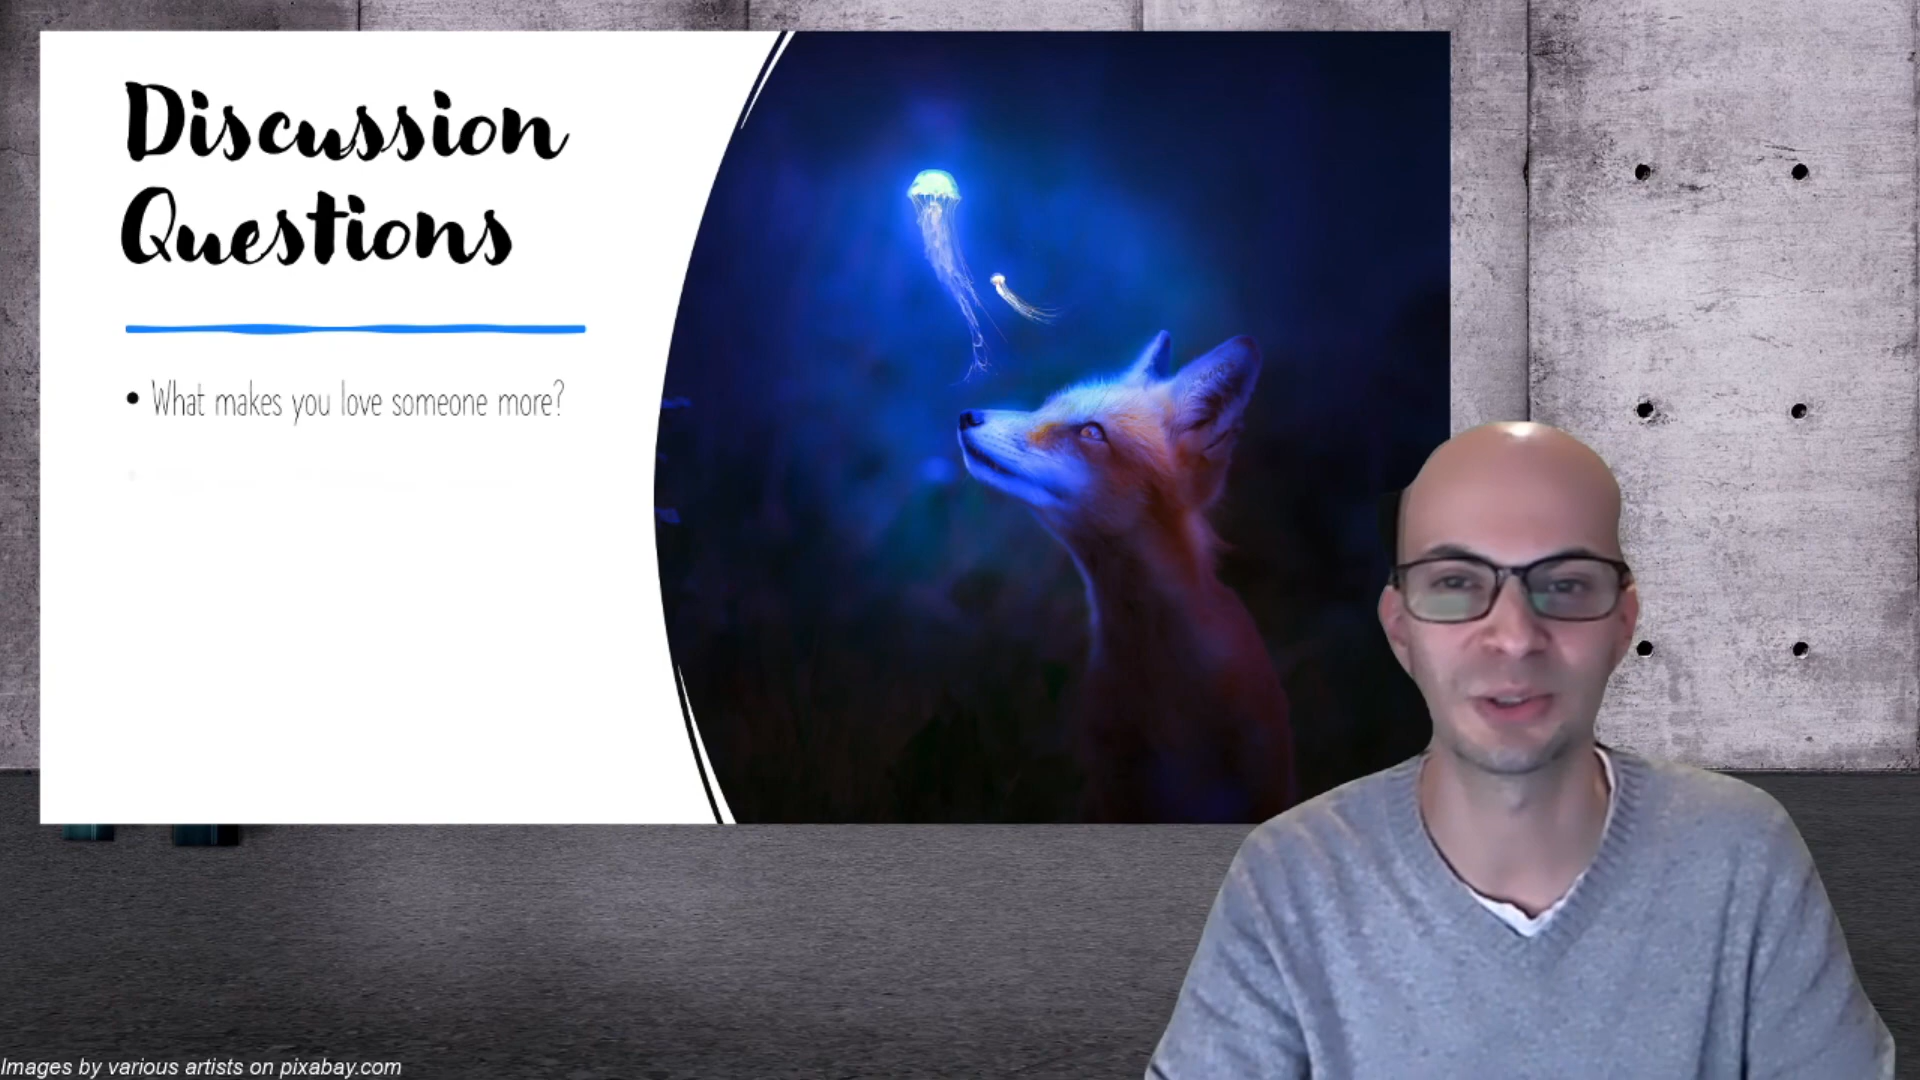 Discussion
Questions
• What makes you love someone more?
Images by various artists on pixabay.com